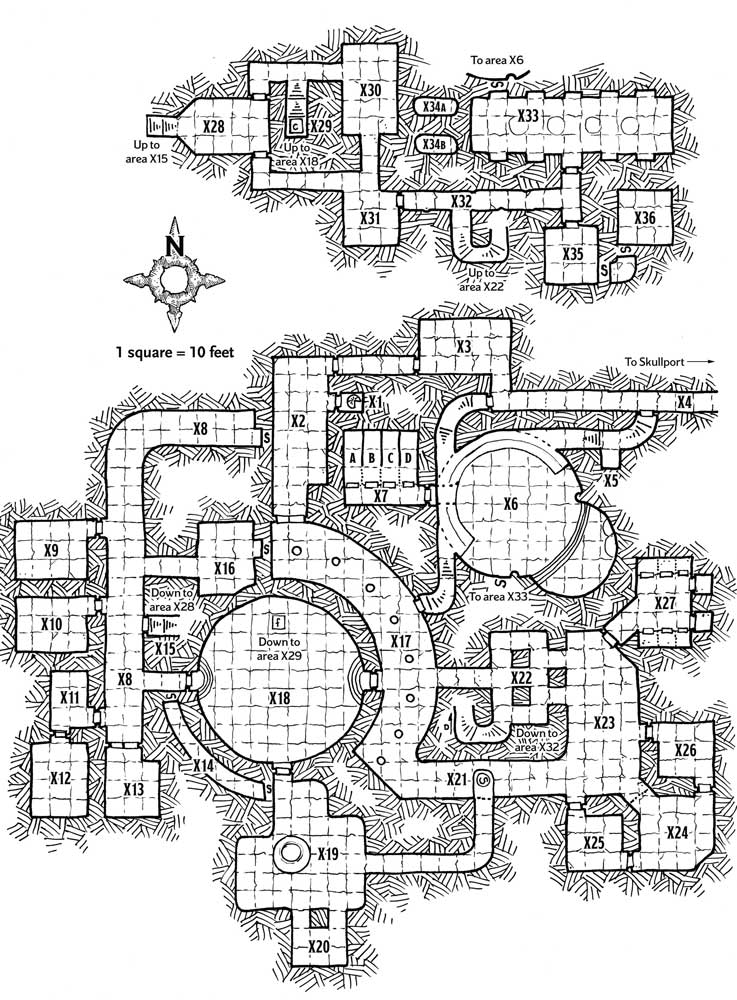 To area X6
X30
X34A
X33
X28
X29
X34B
Up to
area X15
Up to
area X18
C
X32
X31
X36
X35
S
S
S
Up to
area X22
N
1 square = 10 feet
X3
To Skullport
X1
X4
X2
X8
S
A
B
C
D
X5
X7
X6
X9
X16
S
S
To area X33
Down to
area X28
X10
X15
f
Down to
area X29
X27
X17
X8
X11
X18
X22
S
X23
Down to
area X32
X26
X14
X12
X13
S
X21
X25
X24
X19
X20